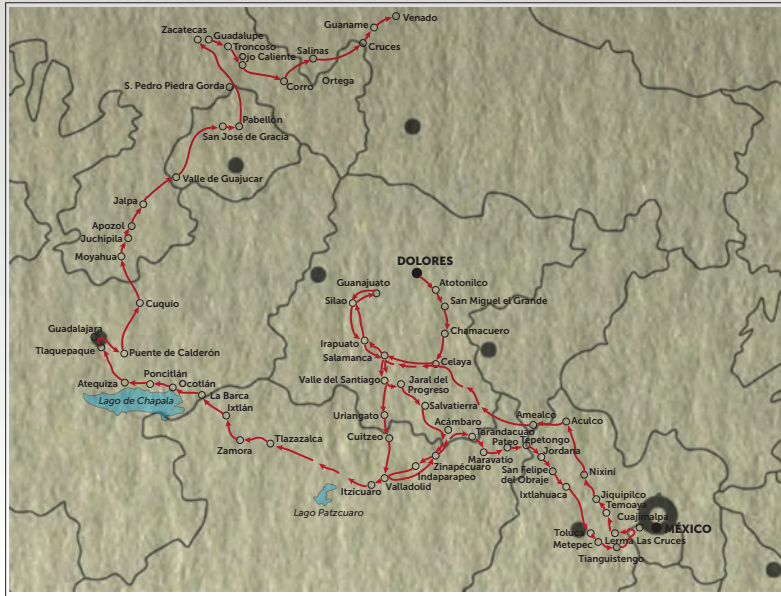 Venado
Guaname
Zacatecas
Guadalupe
Troncoso
Cruces
Salinas
Ojo Caliente
Ortega
Corro
S. Pedro Piedra Gorda
Pabellón
San José de Gracia
Valle de Guajucar
Jalpa
Apozol
Juchipila
Moyahua
DOLORES
Guanajuato
Atotonilco
Silao
San Miguel el Grande
Cuquio
Guadalajara
Chamacuero
Irapuato
Tlaquepaque
Puente de Calderón
Salamanca
Celaya
Poncitlán
Atequiza
Ocotlán
Valle del Santiago
Jaral del
Progreso
La Barca
Lago de Chapala
Ixtlán
Salvatierra
Uriangato
Amealco
Aculco
Acámbaro
Tarandacuao
Cuitzeo
Pateo
Tepetongo
Tlazazalca
Zamora
Maravatío
Jordana
Zinapécuaro
Indaparapeo
San Felipe
del Obraje
Nixiní
Itzicuaro
Valladolid
Ixtlahuaca
Jiquipilco
Temoaya
Lago Patzcuaro
Cuajimalpa
MÉXICO
Toluca
Lerma
Las Cruces
Metepec
Tianguistengo